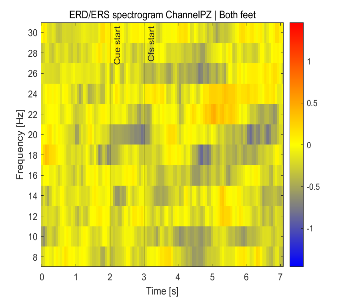 ERD/ERS spectrogram ChannelPZ | Both feet
Cue start
Cfs start
Frequency [Hz]
30
28
26
24
22
20
18
16
14
12
10
8
0 1 2 3 4 5 6 7
Time [s]
1
0.5
0
-0.5
-1